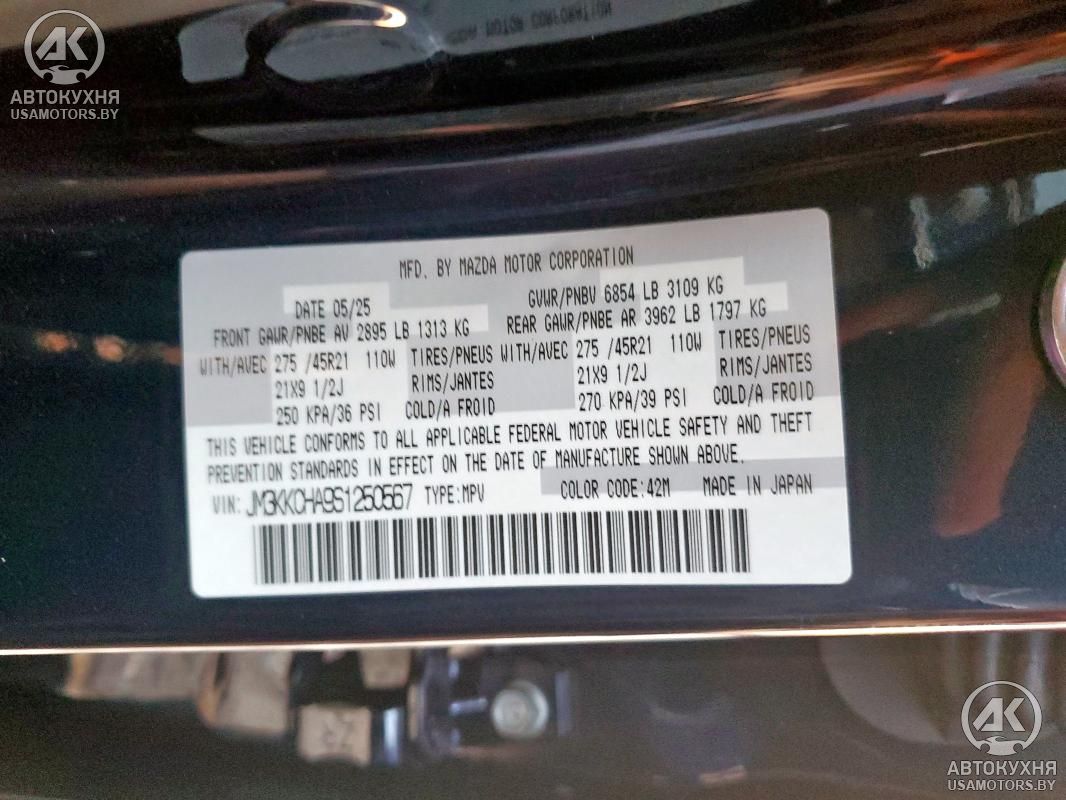 АК
АВТОКУХНЯ
USAMOTORS.BY
MFD. BY MAZDA MOTOR CORPORATION
DATE 05/25 GVWR/PNBV 6854 LB 3109 KG
FRONT GAWR/PNBE AV 2895 LB 1313 KG REAR GAWR/PNBE AR 3962 LB 1797 KG
WITH/AVEC 275 /45R21 110W TIRES/PNEUS WITH/AVEC 275 /45R21 110W TIRES/PNEUS
21X9 1/2J RIMS/JANTES 21X9 1/2J RIMS/JANTES
250 KPA/36 PSI COLD/A FROID 270 KPA/39 PSI COLD/A FROID
THIS VEHICLE CONFORMS TO ALL APPLICABLE FEDERAL MOTOR VEHICLE SAFETY AND THEFT
PREVENTION STANDARDS IN EFFECT ON THE DATE OF MANUFACTURE SHOWN ABOVE.
VIN: JM3KKCHA9S1250567 TYPE:MPV COLOR CODE:42M MADE IN JAPAN
АК
АВТОКУХНЯ
USAMOTORS.BY